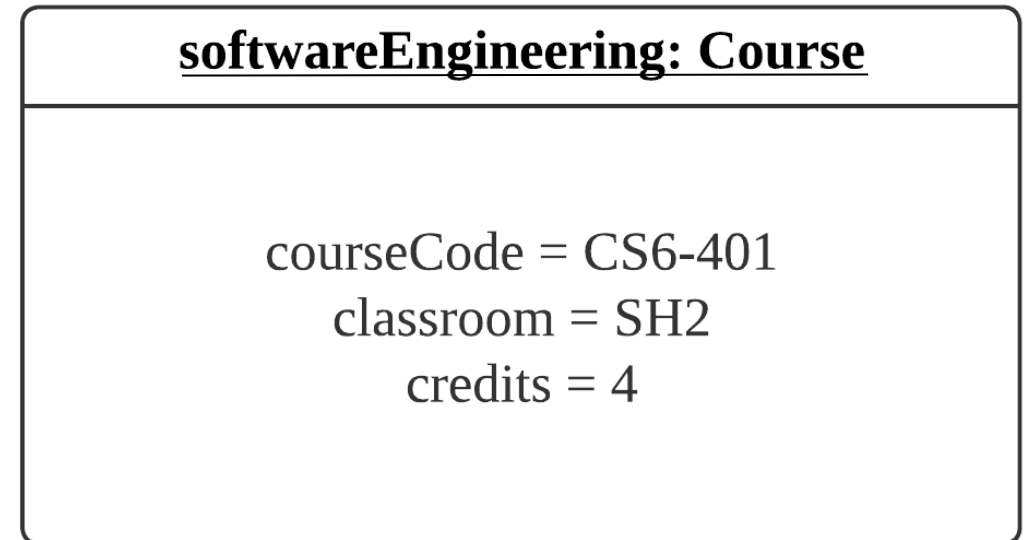 softwareEngineering: Course
courseCode = CS6-401
classroom = SH2
credits = 4